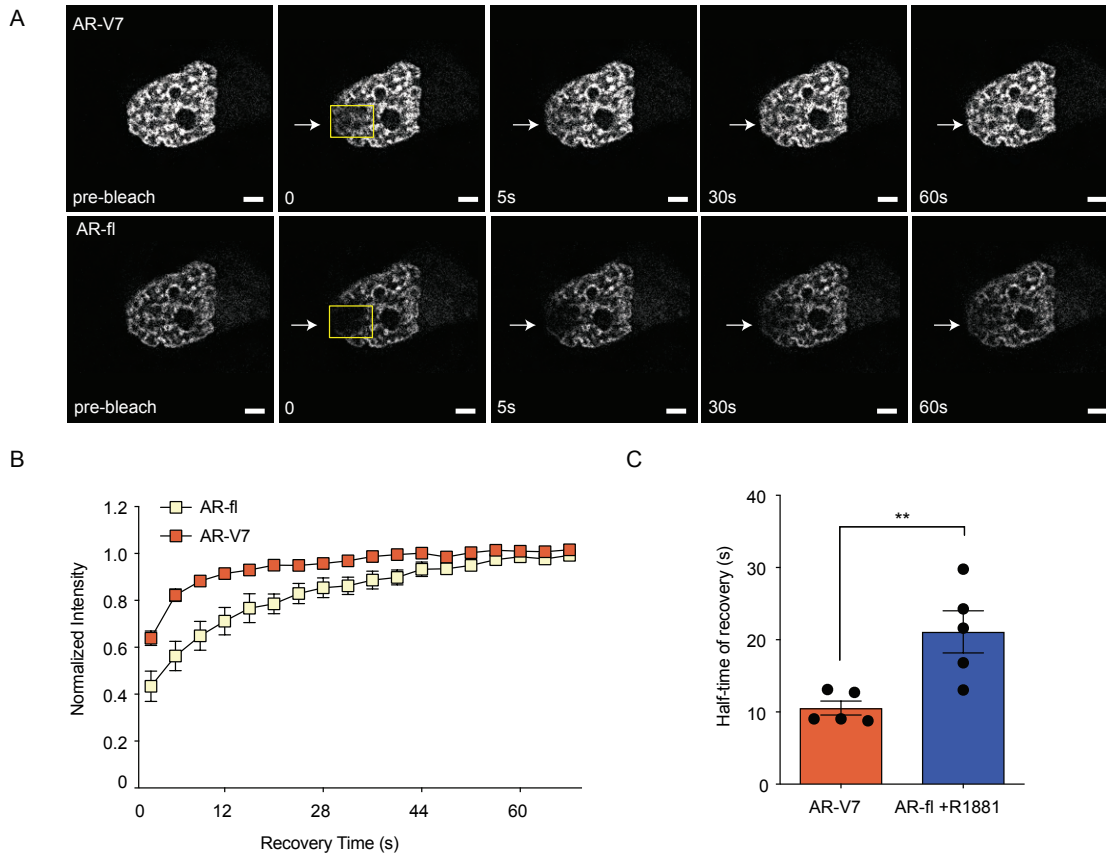 A
AR-V7
pre-bleach
0
5s
30s
60s
AR-fl
pre-bleach
0
5s
30s
60s
B
AR-fl
AR-V7
1.2
1.0
0.8
0.6
0.4
0.2
0
Normalized Intensity
0 12 28 44 60
Recovery Time (s)
C
**
40
30
20
10
0
Half-time of recovery (s)
AR-V7 AR-fl +R1881